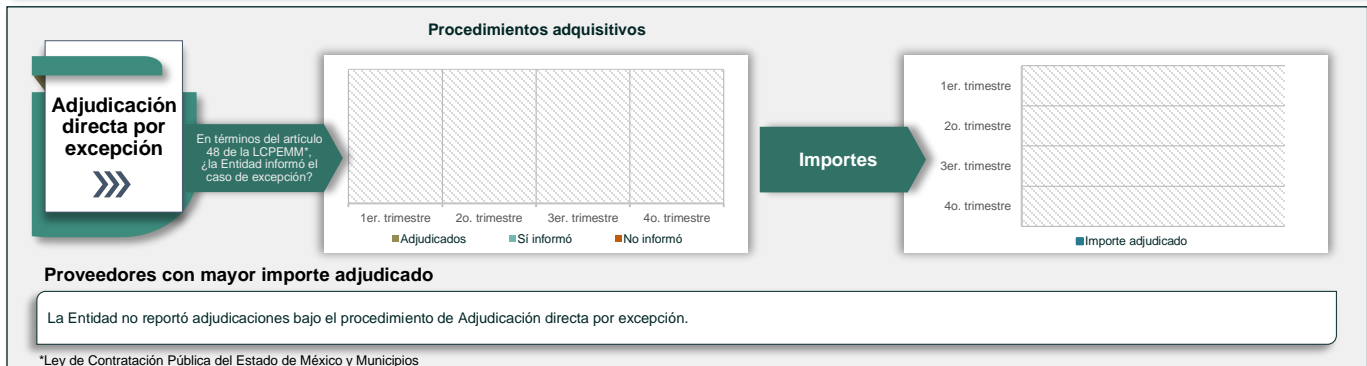 Procedimientos adquisitivos
Adjudicación
directa por
excepción
En términos del artículo
48 de la LCPEMM*,
¿la Entidad informó el
caso de excepción?
1er. trimestre 2o. trimestre 3er. trimestre 4o. trimestre
Adjudicados Sí informó No informó
Importes
1er. trimestre
2o. trimestre
3er. trimestre
4o. trimestre
Importe adjudicado
Proveedores con mayor importe adjudicado
La Entidad no reportó adjudicaciones bajo el procedimiento de Adjudicación directa por excepción.
*Ley de Contratación Pública del Estado de México y Municipios